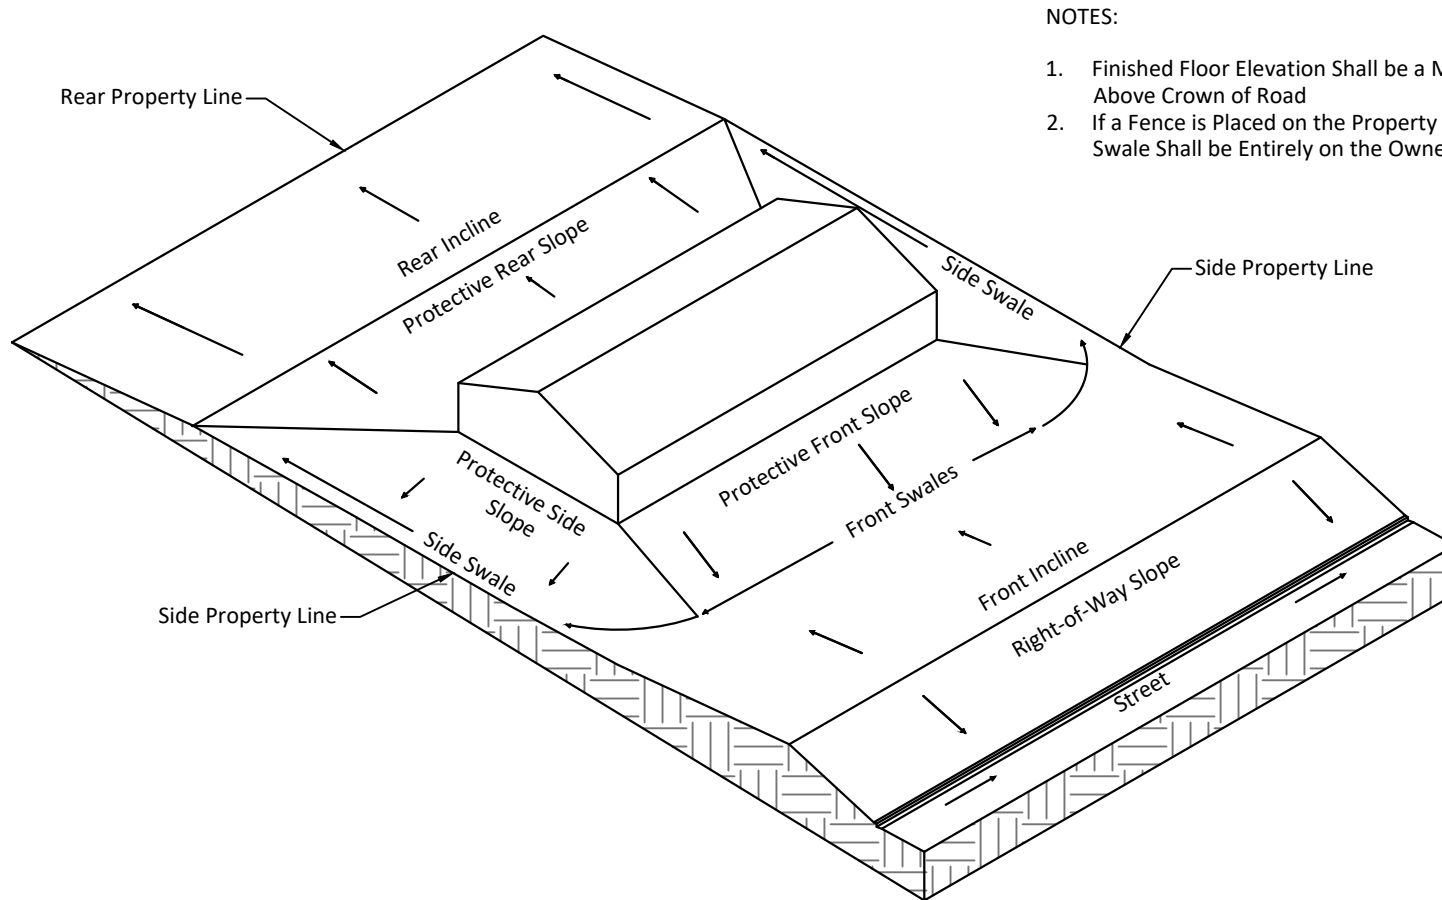 NOTES:
1. Finished Floor Elevation Shall be a
Above Crown of Road
2. If a Fence is Placed on the Property
Swale Shall be Entirely on the
Rear Property Line
Rear Incline
Protective Rear Slope
Side Swale
Side Property Line
Protective Front Slope
Protective Side
Slope
Front Swales
Side Swale
Front Incline
Right-of-Way Slope
Side Property Line
Street